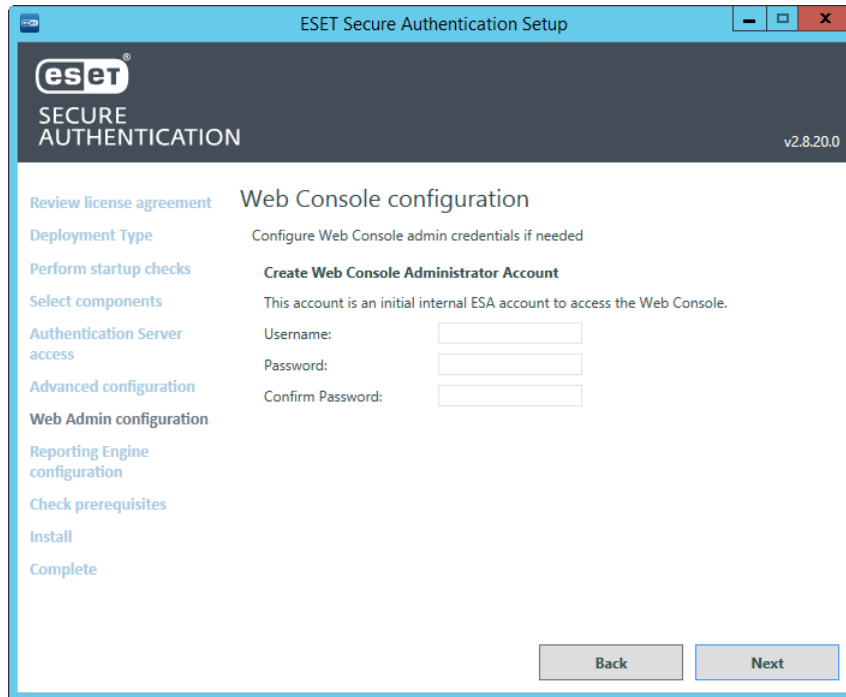 ESET Secure Authentication Setup
eseT®
SECURE
AUTHENTICATION
v2.8.20.0
Review license agreement
Deployment Type
Perform startup checks
Select components
Authentication Server
access
Advanced configuration
Web Admin configuration
Reporting Engine
configuration
Check prerequisites
Install
Complete
Web Console configuration
Configure Web Console admin credentials if needed
Create Web Console Administrator Account
This account is an initial internal ESA account to access the Web Console.
Username:
Password:
Confirm Password:
Back
Next